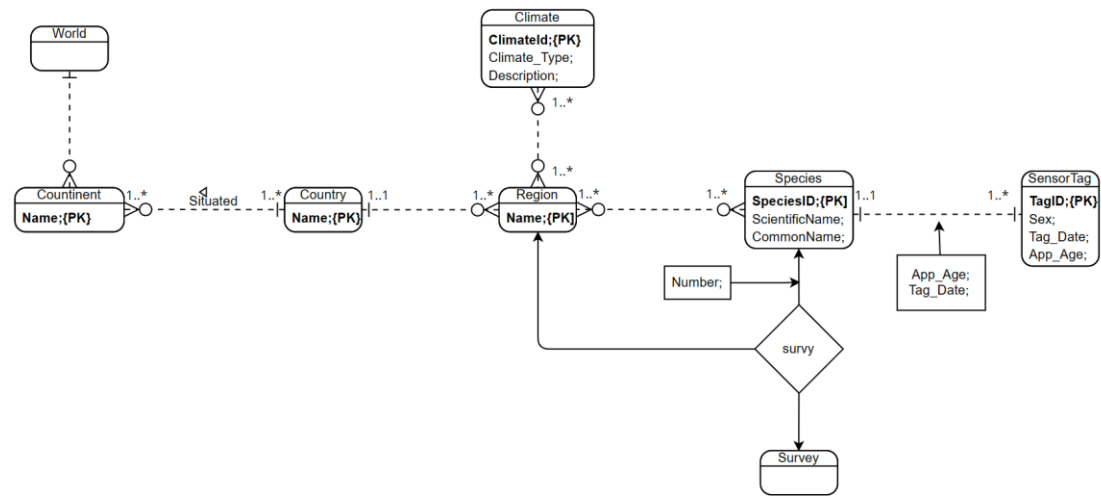 Climate
ClimateId;{PK}
Climate_Type;
Description;
World
1..*
1..*
Countinent
Name;{PK}
1..*
Situated
1..*
Country
Name;{PK}
1..1
1..*
Region
Name;{PK]
1..*
1..*
Species
SpeciesID;{PK]
ScientificName;
CommonName;
1..1
1..*
SensorTag
TagID;{PK}
Sex;
Tag_Date;
App_Age;
Number;
App_Age;
Tag_Date;
survy
Survey